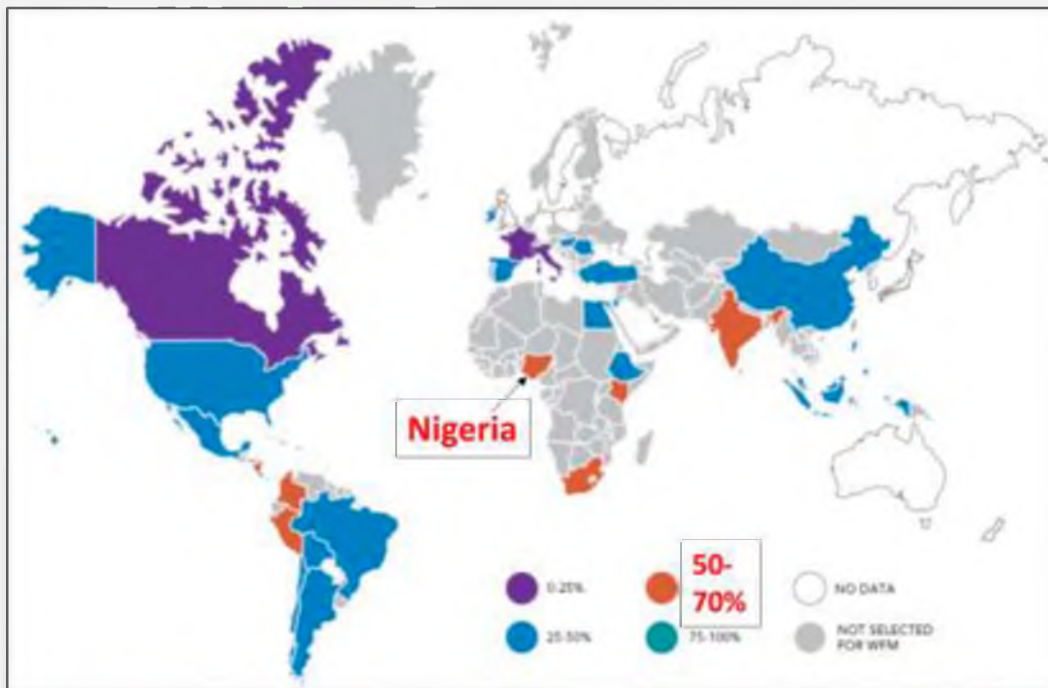 Nigeria
0-25%
50-
70%
NO DATA
25-50%
75-100%
NOT SELECTED
FOR WFM